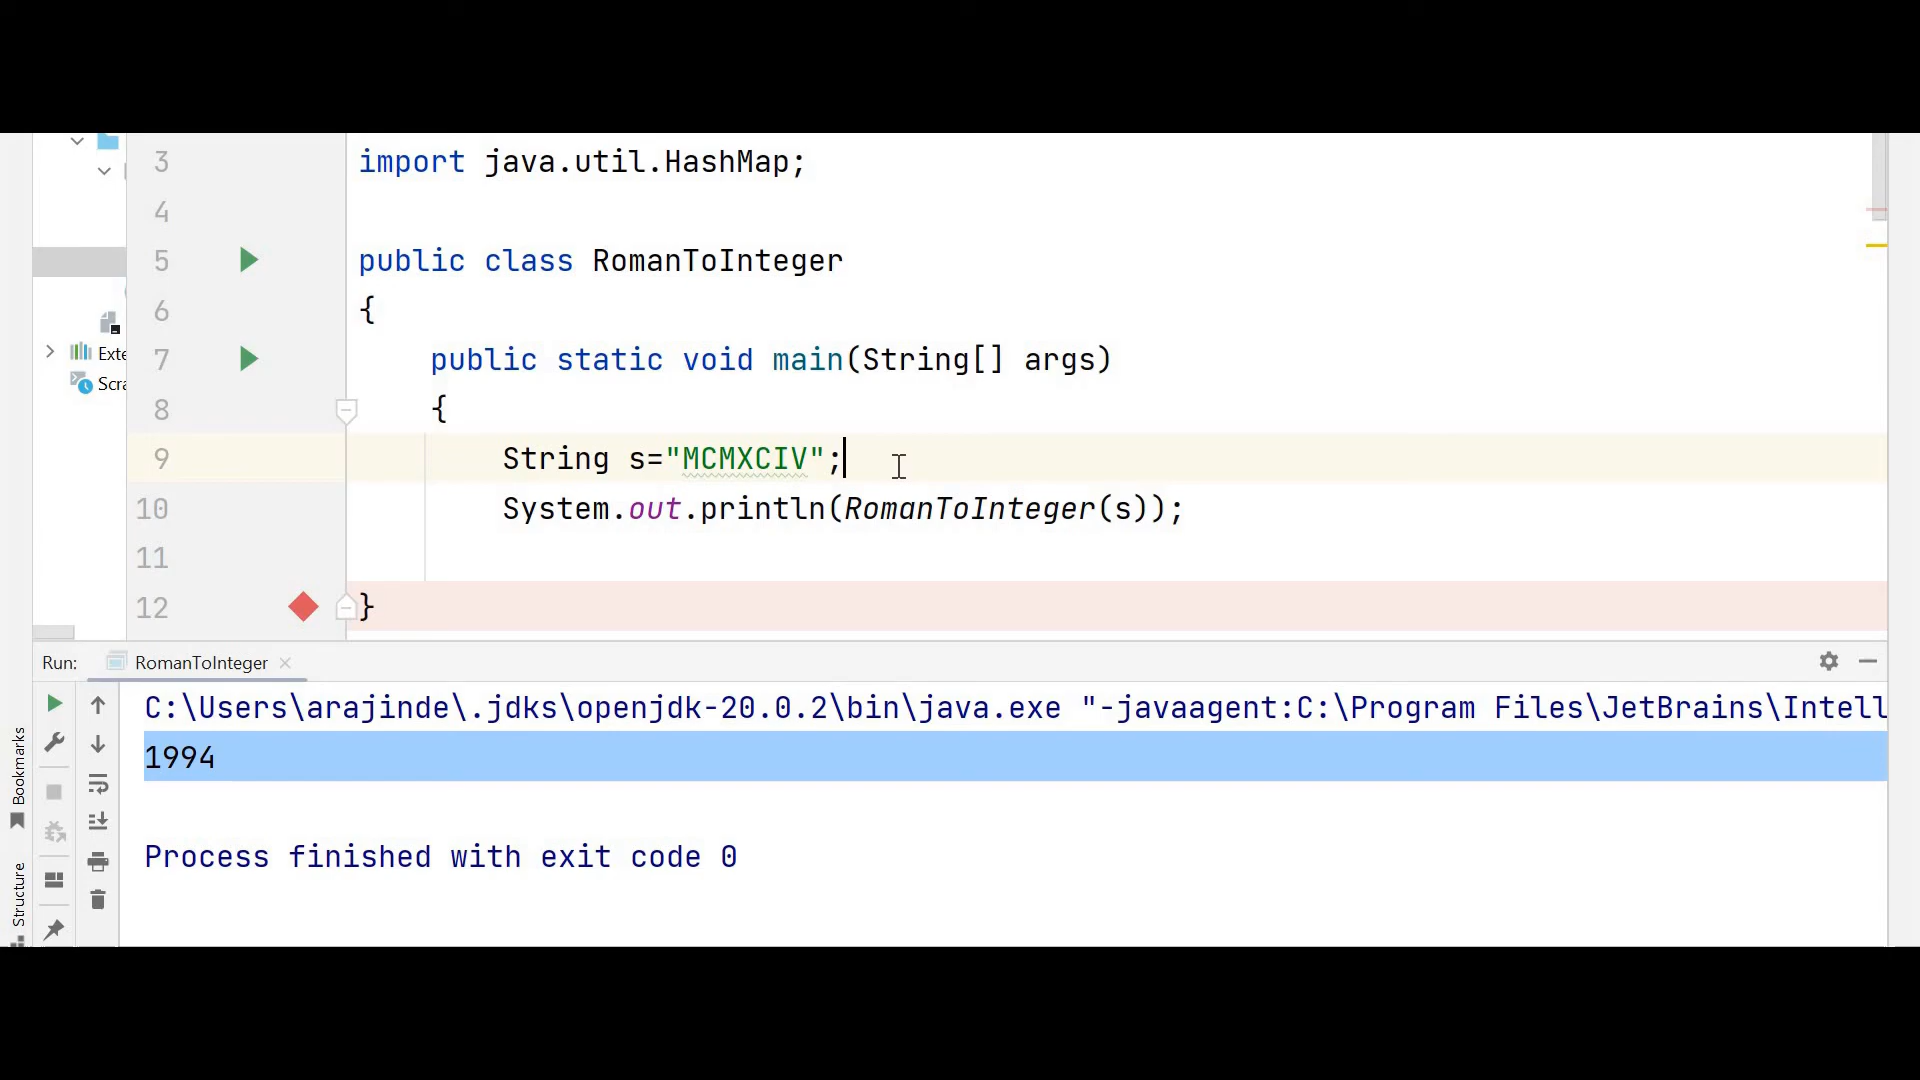 3 import java.util.HashMap;
4
5 public class RomanToInteger
6 {
7 public static void main(String[] args)
8 {
9 String s="MCMXCIV";
10 System.out.println(RomanToInteger(s));
11
12 }
Exte
Scra
Run: RomanToInteger
C:\Users\arajinde\.jdks\openjdk-20.0.2\bin\java.exe "-javaagent:C:\Program Files\JetBrains\Intell
1994
Process finished with exit code 0
Bookmarks
Structure